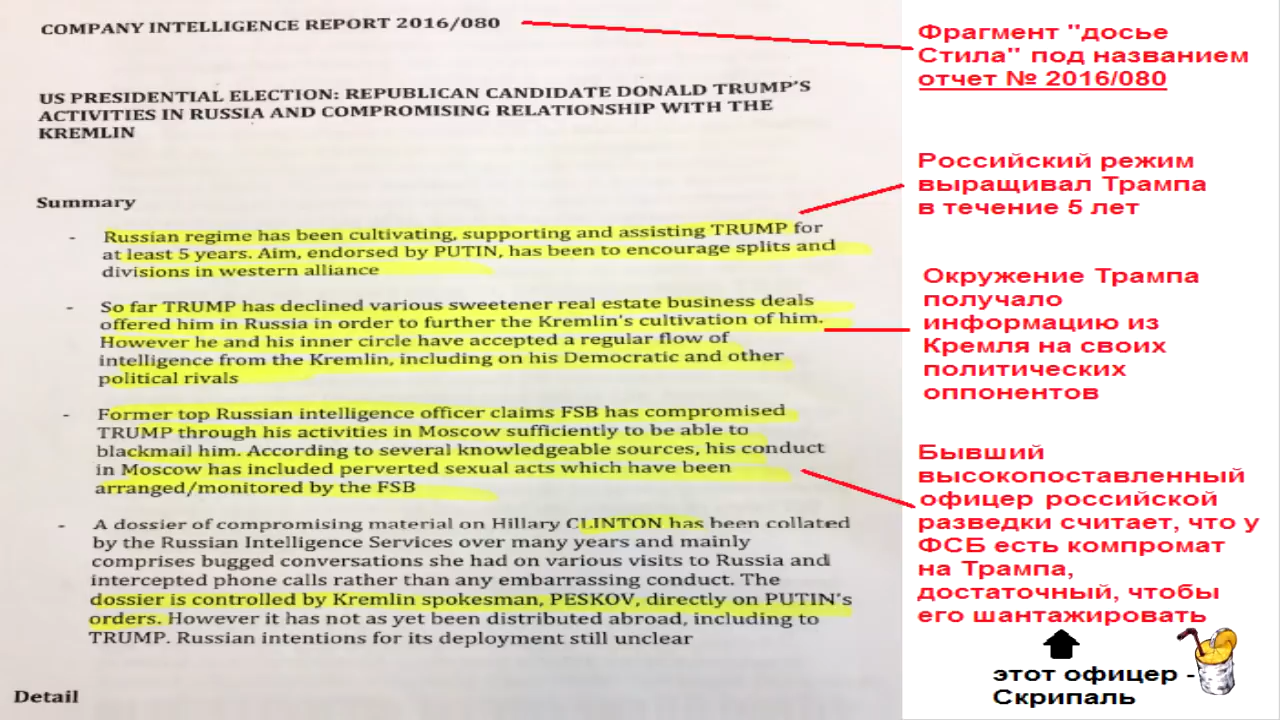 COMPANY INTELLIGENCE REPORT 2016/080
US PRESIDENTIAL ELECTION: REPUBLICAN CANDIDATE DONALD TRUMP'S
ACTIVITIES IN RUSSIA AND COMPROMISING RELATIONSHIP WITH THE
KREMLIN
Summary
- Russian regime has been cultivating, supporting and assisting TRUMP for
at least 5 years. Aim, endorsed by PUTIN, has been to encourage splits and
divisions in western alliance
- So far TRUMP has declined various sweetener real estate business deals
offered him in Russia in order to further the Kremlin's cultivation of him.
However he and his inner circle have accepted a regular flow of
intelligence from the Kremlin, including on his Democratic and other
political rivals
- Former top Russian intelligence officer claims FSB has compromised
TRUMP through his activities in Moscow sufficiently to be able to
blackmail him. According to several knowledgeable sources, his conduct
in Moscow has included perverted sexual acts which have been
arranged/monitored by the FSB
- A dossier of compromising material on Hillary CLINTON has been collated
by the Russian Intelligence Services over many years and mainly
comprises bugged conversations she had on various visits to Russia and
intercepted phone calls rather than any embarrassing conduct. The
dossier is controlled by Kremlin spokesman, PESKOV, directly on PUTIN's
orders. However it has not as yet been distributed abroad, including to
TRUMP. Russian intentions for its deployment still unclear
Detail
Фрагмент "досье
Стила" под названием
отчет № 2016/080
Российский режим
выращивал Трампа
в течение 5 лет
Окружение Трампа
получало
информацию из
Кремля на своих
политических
оппонентов
Бывший
высокопоставленный
офицер российской
разведки считает, что у
ФСБ есть компромат
на Трампа,
достаточный, чтобы
его шантажировать
этот офицер -
Скрипаль